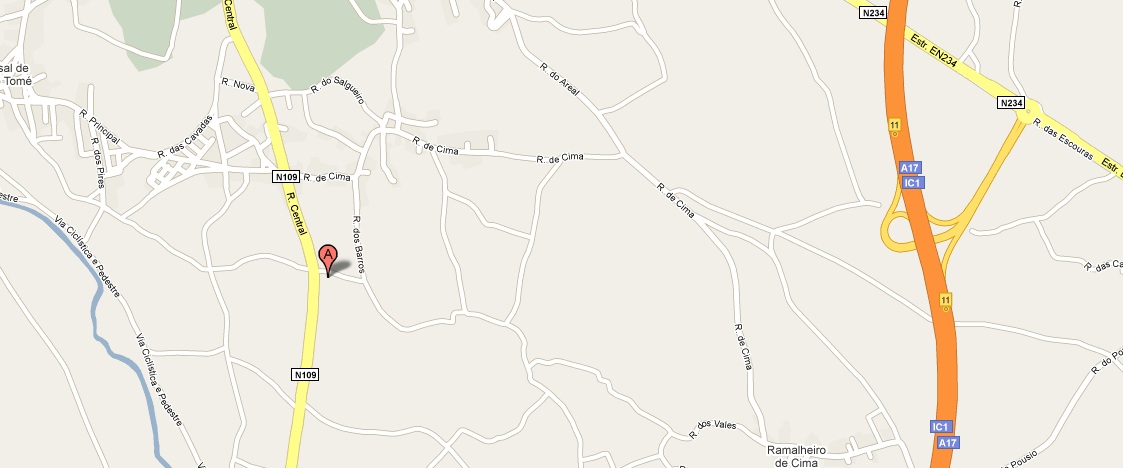 Central
N234
R.
Estr. EN234
sal de
Tomé
R. Nova
R. do Salgueiro
R. do Areal
N234
R. Principal
R. das Cavadas
R. dos Pires
11
R. das Escouras
Estr.
R. de Cima
R. de Cima
A17
IC1
N109
R. de Cima
R. Central
R. de Cima
estre
Via Ciclística e Pedestre
R. dos Barros
A
R. das Ca
11
Via Ciclística e Pedestre
R. de Cima
N109
R. do Po
R. dos Vales
IC1
A17
Ramalheiro
de Cima
do Pousio
V